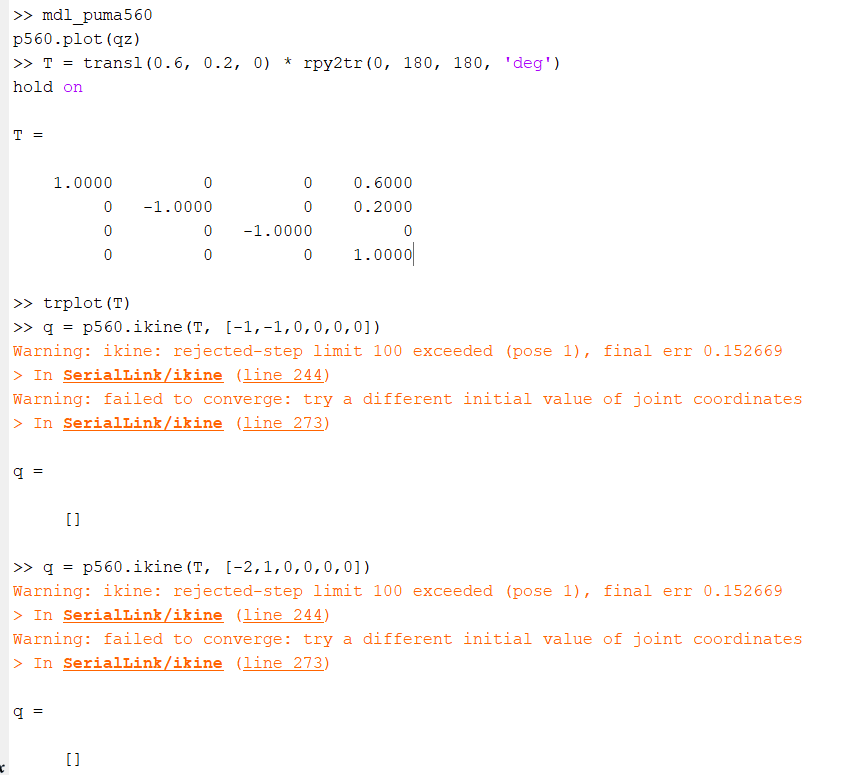 >> mdl_puma560
p560.plot(qz)
>> T = transl(0.6, 0.2, 0) * rpy2tr(0, 180, 180, 'deg')
hold on
T =
1.0000 0 0 0.6000
0 -1.0000 0 0.2000
0 0 -1.0000 0
0 0 0 1.0000
>> trplot(T)
>> q = p560.ikine(T, [-1,-1,0,0,0,0])
Warning: ikine: rejected-step limit 100 exceeded (pose 1), final err 0.152669
> In SerialLink/ikine (line 244)
Warning: failed to converge: try a different initial value of joint coordinates
> In SerialLink/ikine (line 273)
q =
[]
>> q = p560.ikine(T, [-2,1,0,0,0,0])
Warning: ikine: rejected-step limit 100 exceeded (pose 1), final err 0.152669
> In SerialLink/ikine (line 244)
Warning: failed to converge: try a different initial value of joint coordinates
> In SerialLink/ikine (line 273)
q =
[]